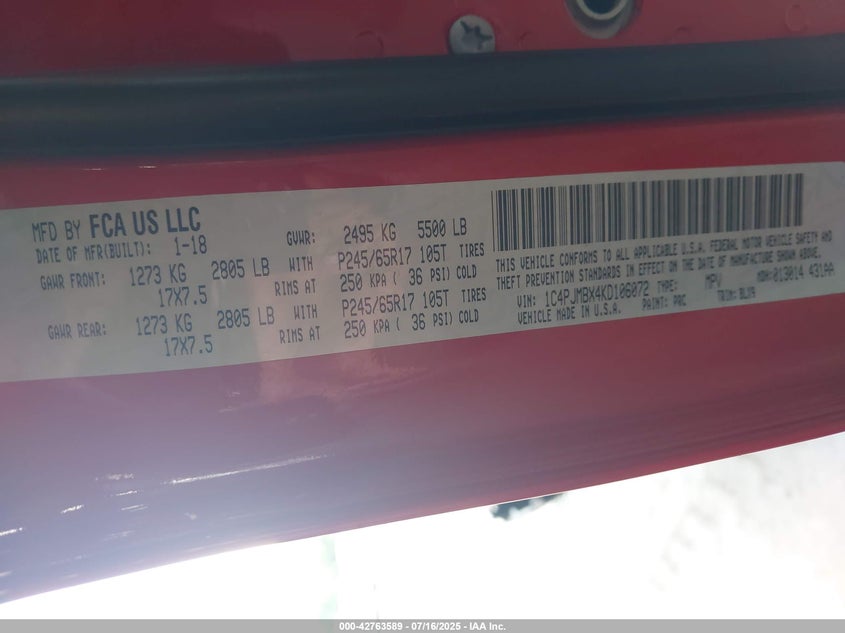 MFD BY FCA US LLC
DATE OF MFR(BUILT): 1-18 GVWR: 2495 KG 5500 LB
GAWR FRONT: 1273 KG 2805 LB WITH P245/65R17 105T TIRES
17X7.5 RIMS AT 250 KPA ( 36 PSI) COLD
GAWR REAR: 1273 KG 2805 LB WITH P245/65R17 105T TIRES
17X7.5 RIMS AT 250 KPA ( 36 PSI) COLD
THIS VEHICLE CONFORMS TO ALL APPLICABLE U.S.A. FEDERAL MOTOR VEHICLE SAFETY AND
THEFT PREVENTION STANDARDS IN EFFECT ON THE DATE OF MANUFACTURE SHOWN ABOVE.
VIN: 1C4PJMBX4KD106072 TYPE: MPV MDH: 013014 431AA
VEHICLE MADE IN U.S.A. PAINT: PRC TRIM: BLX9
000-42763589 - 07/16/2025 - IAA Inc.